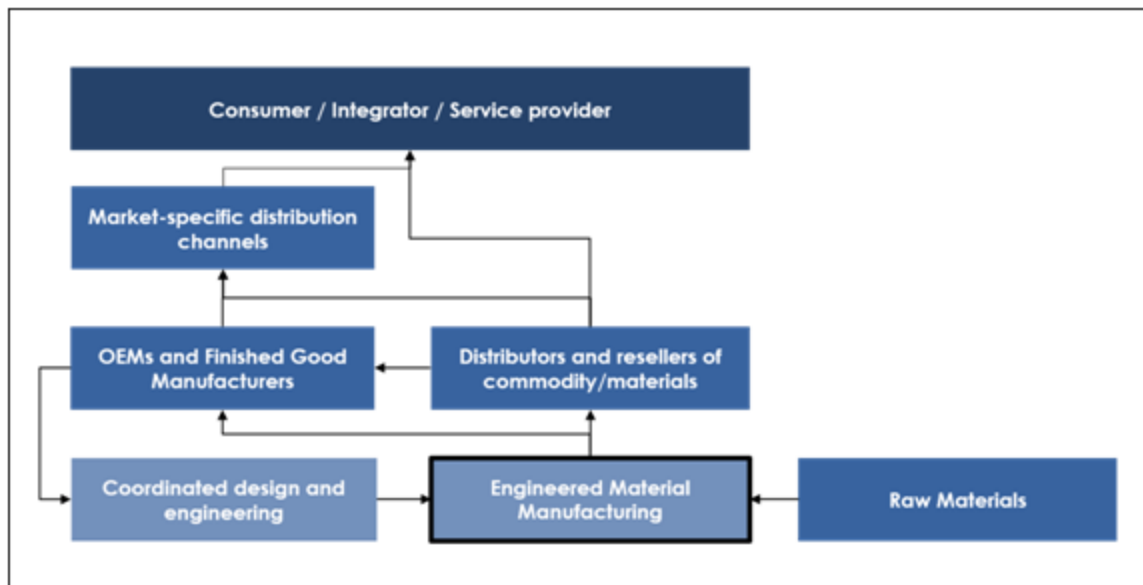 Consumer / Integrator / Service provider
Market-specific distribution
channels
OEMs and Finished Good
Manufacturers
Distributors and resellers of
commodity/materials
Coordinated design and
engineering
Engineered Material
Manufacturing
Raw Materials